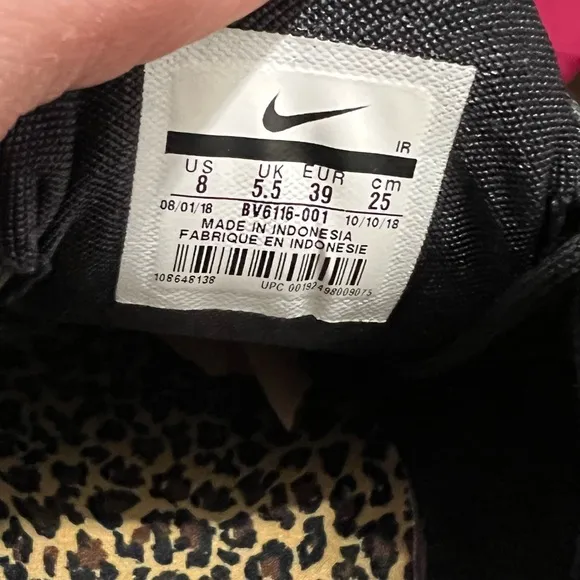 IR
US UK EUR cm
8 5.5 39 25
08/01/18 BV6116-001 10/10/18
MADE IN INDONESIA
FABRIQUE EN INDONESIE
108648138 UPC 00192498009075